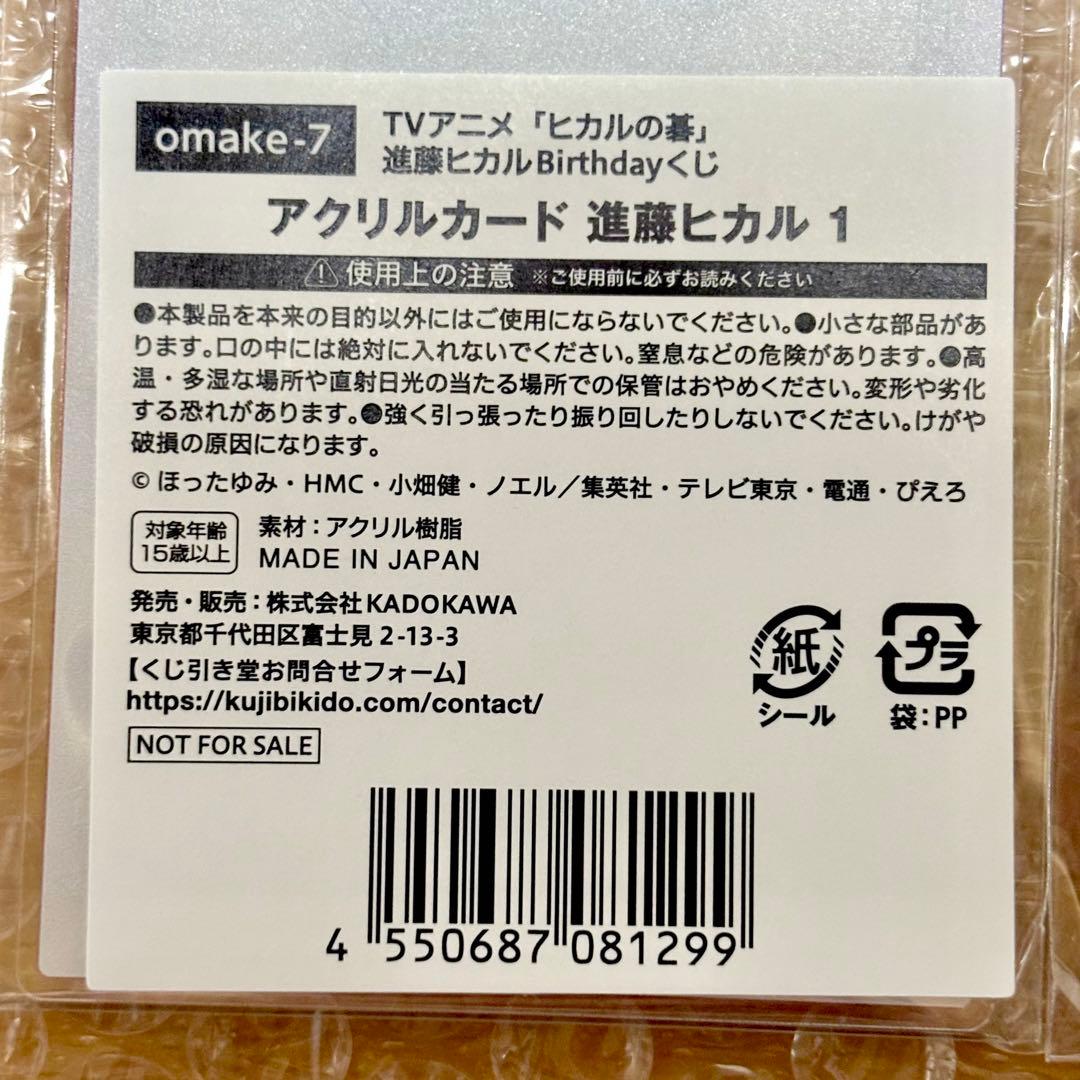 omake-7
TVアニメ「ヒカルの碁」
進藤ヒカルBirthdayくじ
アクリルカード 進藤ヒカル 1
使用上の注意 ※ご使用前に必ずお読みください
●本製品を本来の目的以外にはご使用にならないでください。●小さな部品があ
ります。口の中には絶対に入れないでください。窒息などの危険があります。●高
温・多湿な場所や直射日光の当たる場所での保管はおやめください。変形や劣化
する恐れがあります。●強く引っ張ったり振り回したりしないでください。けがや
破損の原因になります。
© ほったゆみ・HMC・小畑健・ノエル／集英社・テレビ東京・電通・ぴえろ
対象年齢
15歳以上
素材：アクリル樹脂
MADE IN JAPAN
発売・販売：株式会社KADOKAWA
東京都千代田区富士見 2-13-3
【くじ引き堂お問合せフォーム】
https://kujibikido.com/contact/
NOT FOR SALE
紙
シール
プラ
袋：PP
4 550687 081299